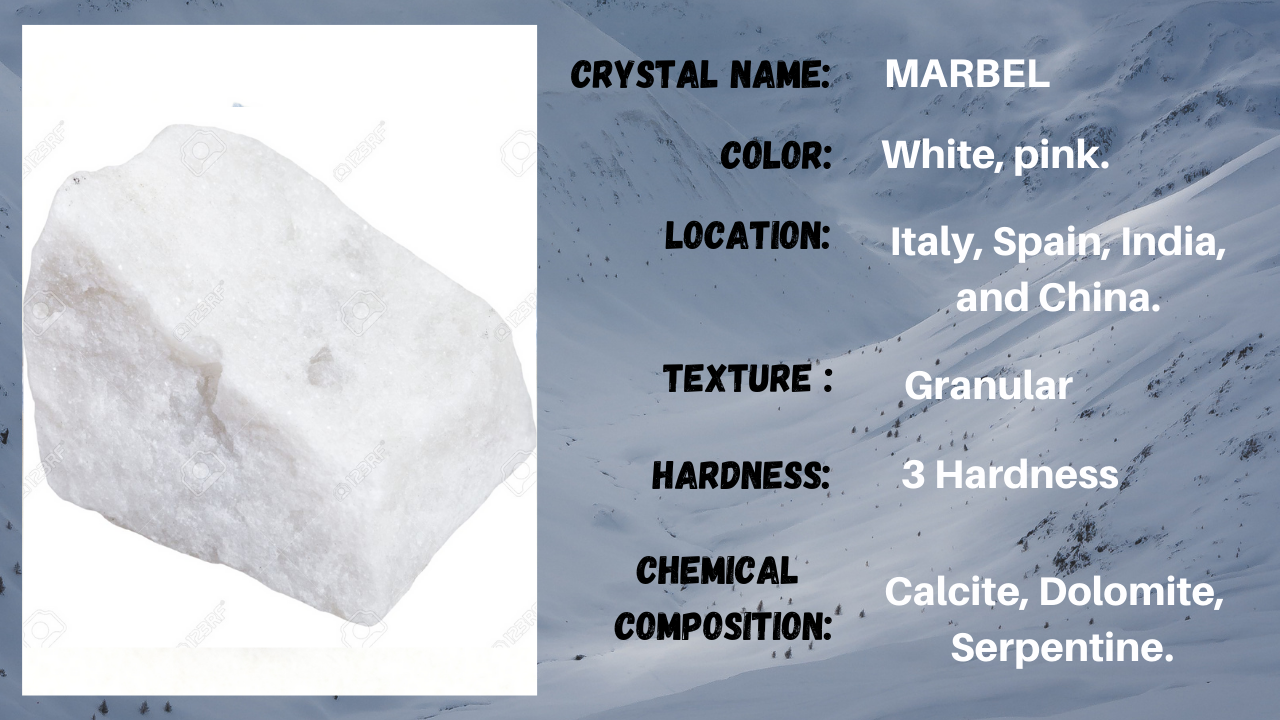 CRYSTAL NAME: MARBEL
COLOR: White, pink.
LOCATION: Italy, Spain, India,
and China.
TEXTURE : Granular
HARDNESS: 3 Hardness
CHEMICAL
COMPOSITION: Calcite, Dolomite,
Serpentine.
123RF